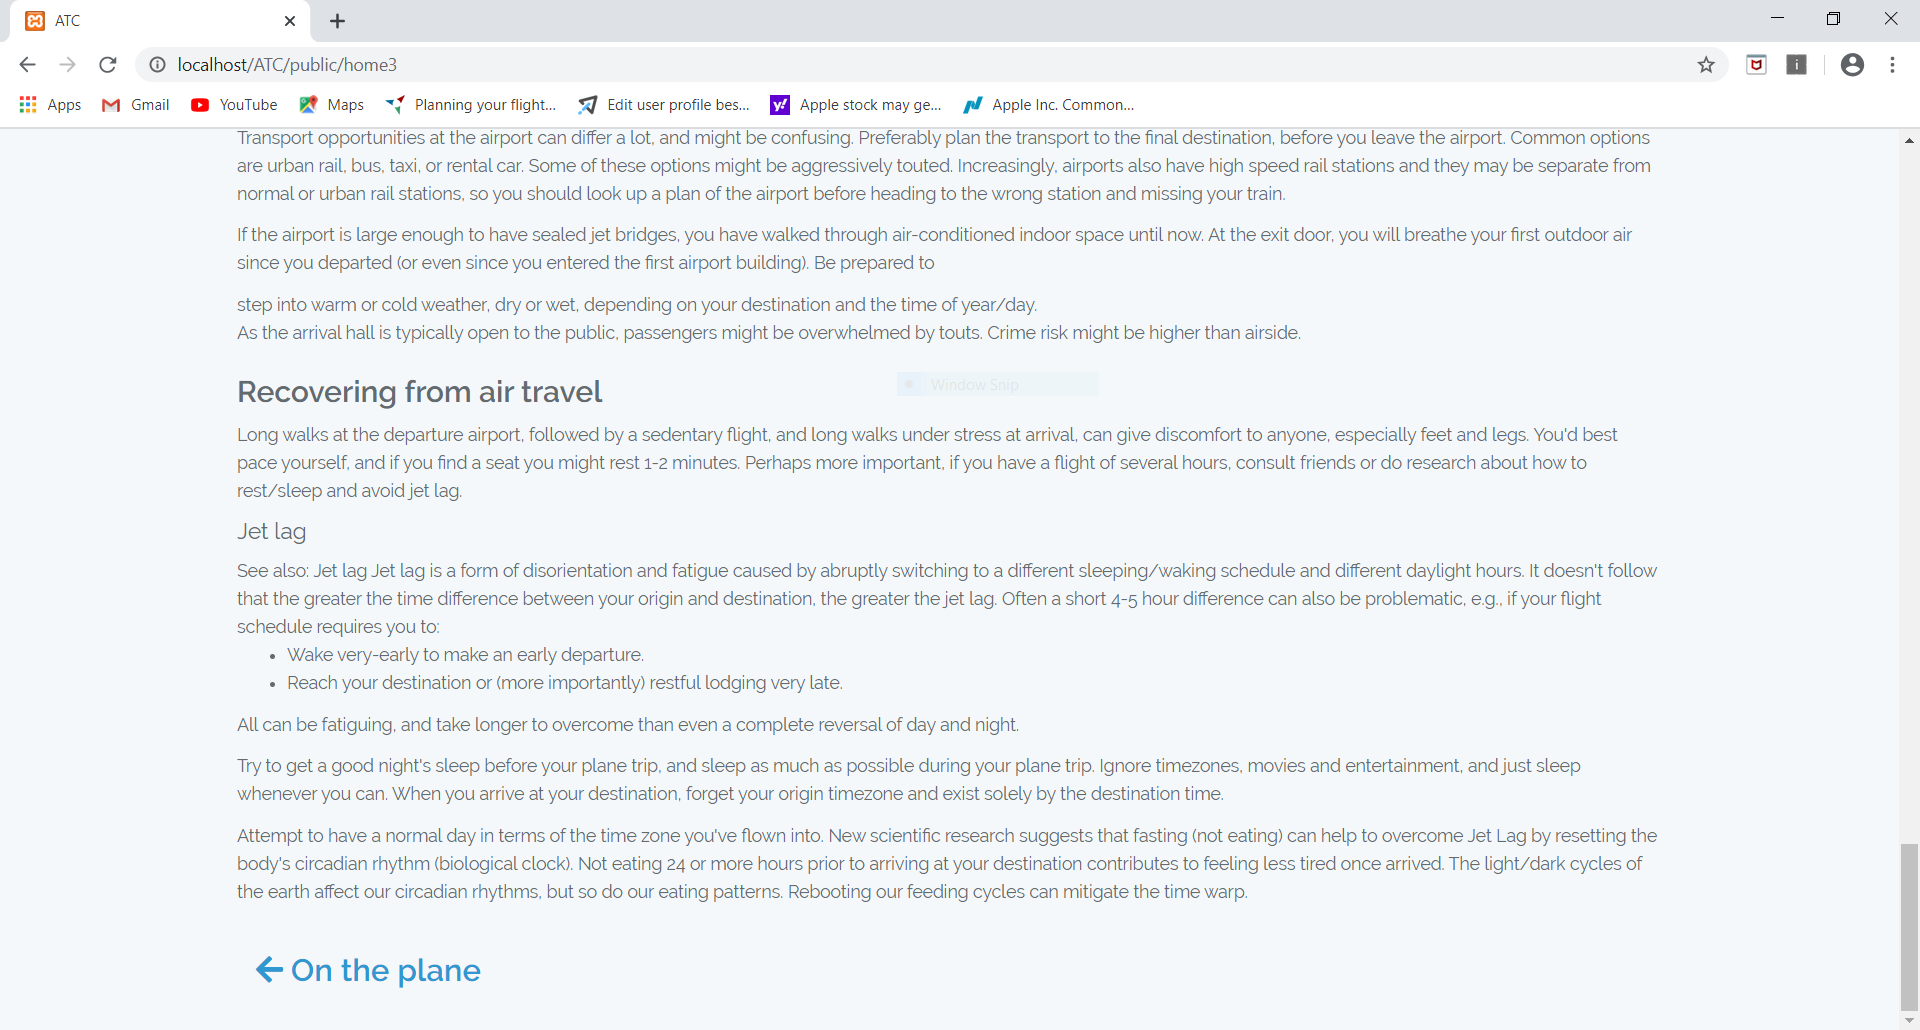 ATC
localhost/ATC/public/home3
Apps Gmail YouTube Maps Planning your flight... Edit user profile bes... y! Apple stock may ge... Apple Inc. Common...
Transport opportunities at the airport can differ a lot, and might be confusing. Preferably plan the transport to the final destination, before you leave the airport. Common options
are urban rail, bus, taxi, or rental car. Some of these options might be aggressively touted. Increasingly, airports also have high speed rail stations and they may be separate from
normal or urban rail stations, so you should look up a plan of the airport before heading to the wrong station and missing your train.
If the airport is large enough to have sealed jet bridges, you have walked through air-conditioned indoor space until now. At the exit door, you will breathe your first outdoor air
since you departed (or even since you entered the first airport building). Be prepared to
step into warm or cold weather, dry or wet, depending on your destination and the time of year/day.
As the arrival hall is typically open to the public, passengers might be overwhelmed by touts. Crime risk might be higher than airside.
Window Snip
Recovering from air travel
Long walks at the departure airport, followed by a sedentary flight, and long walks under stress at arrival, can give discomfort to anyone, especially feet and legs. You'd best
pace yourself, and if you find a seat you might rest 1-2 minutes. Perhaps more important, if you have a flight of several hours, consult friends or do research about how to
rest/sleep and avoid jet lag.
Jet lag
See also: Jet lag Jet lag is a form of disorientation and fatigue caused by abruptly switching to a different sleeping/waking schedule and different daylight hours. It doesn't follow
that the greater the time difference between your origin and destination, the greater the jet lag. Often a short 4-5 hour difference can also be problematic, e.g., if your flight
schedule requires you to:
• Wake very-early to make an early departure.
• Reach your destination or (more importantly) restful lodging very late.
All can be fatiguing, and take longer to overcome than even a complete reversal of day and night.
Try to get a good night's sleep before your plane trip, and sleep as much as possible during your plane trip. Ignore timezones, movies and entertainment, and just sleep
whenever you can. When you arrive at your destination, forget your origin timezone and exist solely by the destination time.
Attempt to have a normal day in terms of the time zone you've flown into. New scientific research suggests that fasting (not eating) can help to overcome Jet Lag by resetting the
body's circadian rhythm (biological clock). Not eating 24 or more hours prior to arriving at your destination contributes to feeling less tired once arrived. The light/dark cycles of
the earth affect our circadian rhythms, but so do our eating patterns. Rebooting our feeding cycles can mitigate the time warp.
← On the plane